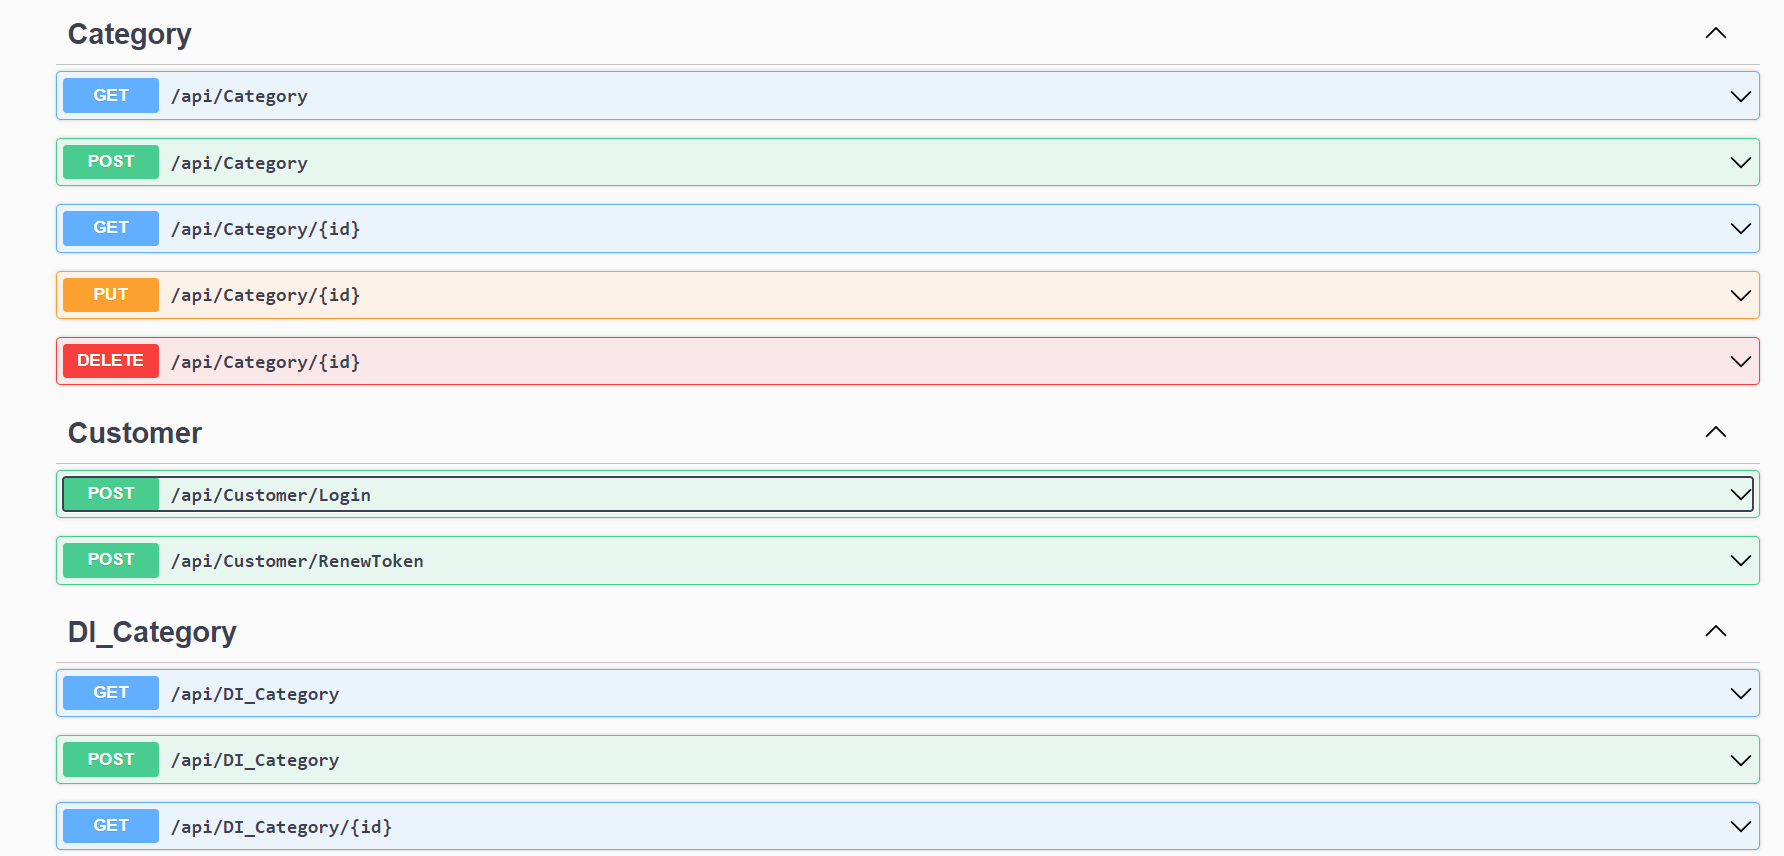 Category
GET /api/Category
POST /api/Category
GET /api/Category/{id}
PUT /api/Category/{id}
DELETE /api/Category/{id}
Customer
POST /api/Customer/Login
POST /api/Customer/RenewToken
DI_Category
GET /api/DI_Category
POST /api/DI_Category
GET /api/DI_Category/{id}